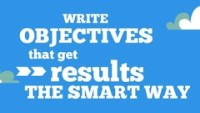 WRITE
OBJECTIVES
that get
results
THE SMART WAY